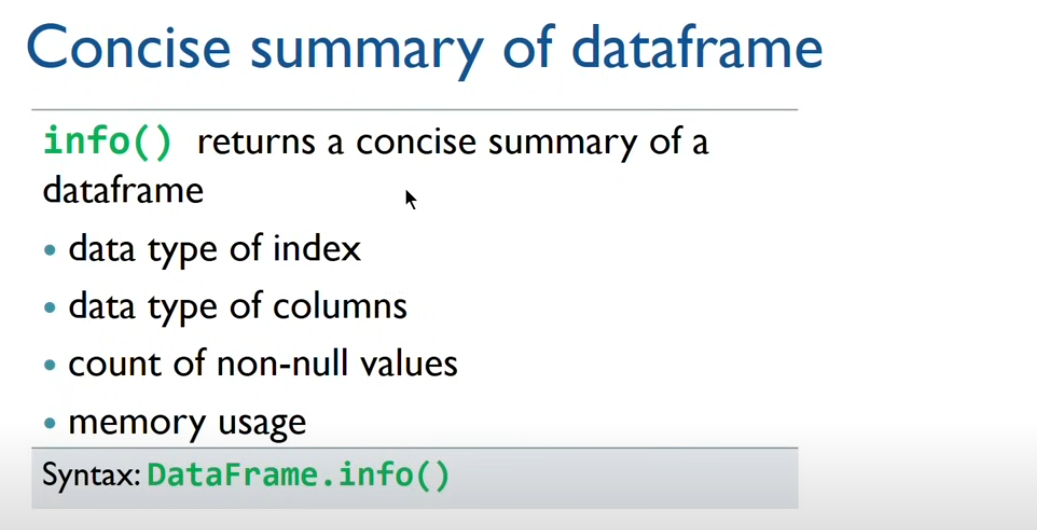 Concise summary of dataframe
info() returns a concise summary of a
dataframe
• data type of index
• data type of columns
• count of non-null values
• memory usage
Syntax: DataFrame.info()